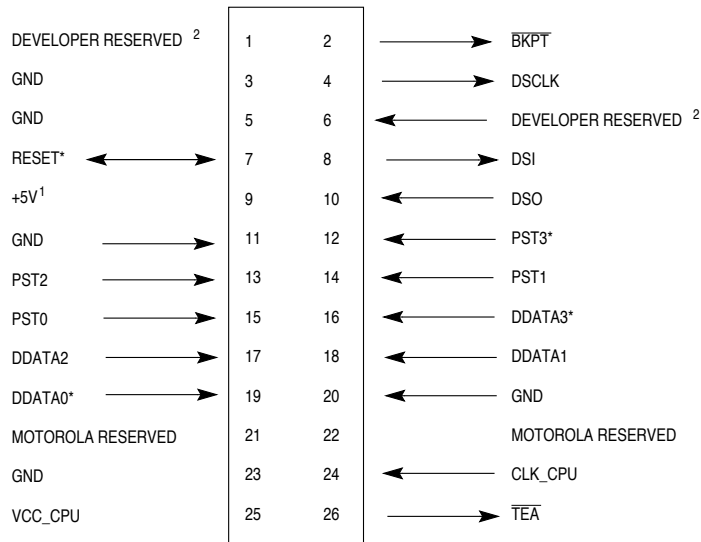 DEVELOPER RESERVED 2 1 2 BKPT
GND 3 4 DSCLK
GND 5 6 DEVELOPER RESERVED 2
RESET* 7 8 DSI
+5V1 9 10 DSO
GND 11 12 PST3*
PST2 13 14 PST1
PST0 15 16 DDATA3*
DDATA2 17 18 DDATA1
DDATA0* 19 20 GND
MOTOROLA RESERVED 21 22 MOTOROLA RESERVED
GND 23 24 CLK_CPU
VCC_CPU 25 26 TEA